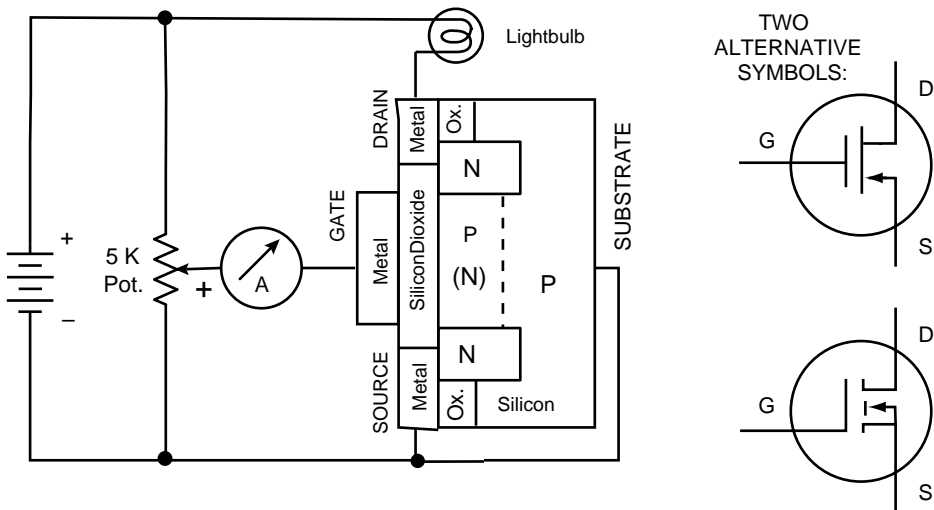 Lightbulb
TWO
ALTERNATIVE
SYMBOLS:
DRAIN
Metal
Ox.
N
SUBSTRATE
GATE
Metal
SiliconDioxide
P
(N)
P
+
5 K
Pot.
+
A
–
SOURCE
Metal
N
Ox.
Silicon
D
G
S
D
G
S